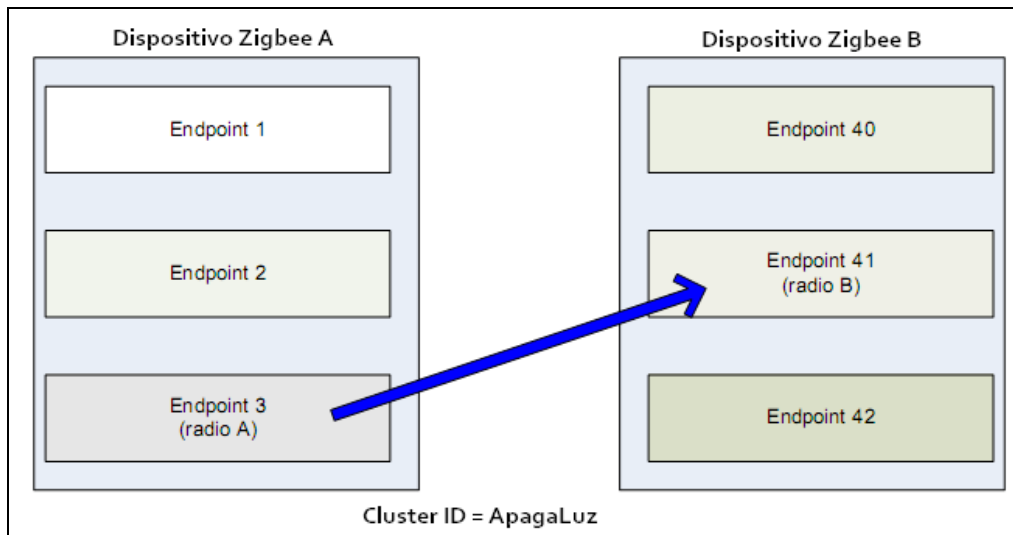 Dispositivo Zigbee A
Endpoint 1
Endpoint 2
Endpoint 3
(radio A)
Dispositivo Zigbee B
Endpoint 40
Endpoint 41
(radio B)
Endpoint 42
Cluster ID = ApagaLuz